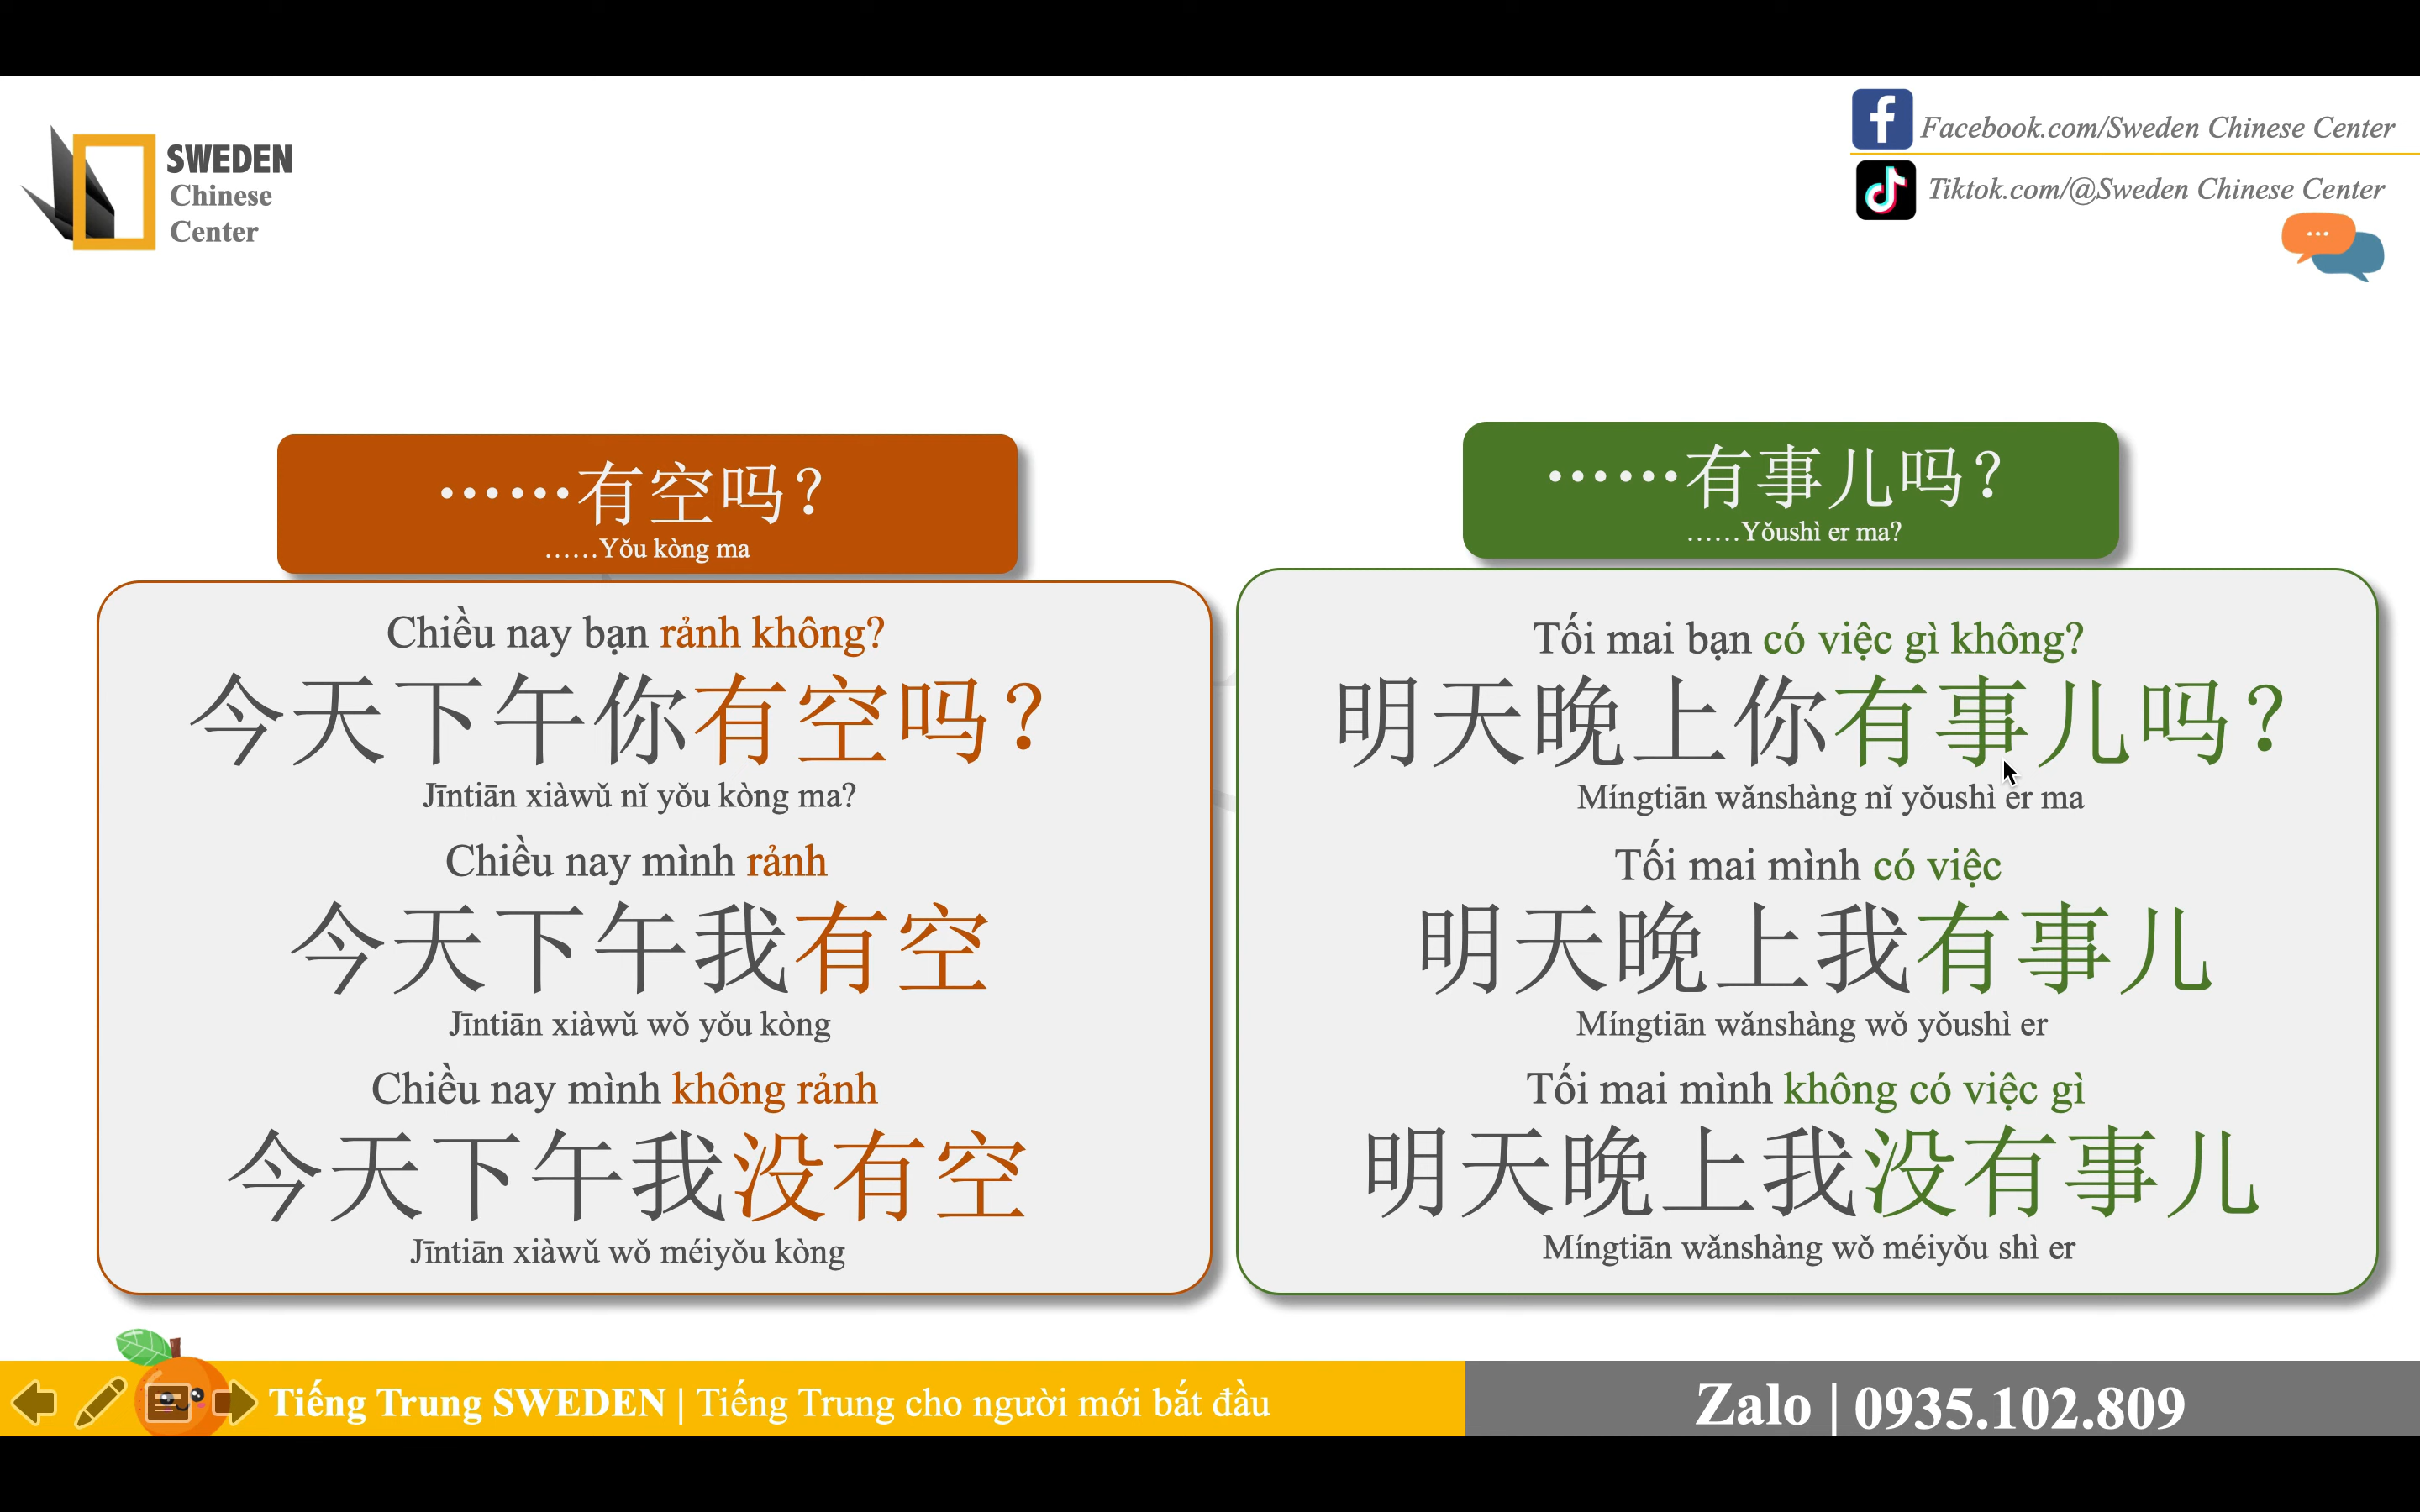 SWEDEN
Chinese
Center
Facebook.com/Sweden Chinese Center
Tiktok.com/@Sweden Chinese Center
……有空吗？
……Yǒu kòng ma
Chiều nay bạn rảnh không?
今天下午你有空吗？
Jīntiān xiàwǔ nǐ yǒu kòng ma?
Chiều nay mình rảnh
今天下午我有空
Jīntiān xiàwǔ wǒ yǒu kòng
Chiều nay mình không rảnh
今天下午我没有空
Jīntiān xiàwǔ wǒ méiyǒu kòng
……有事儿吗？
……Yǒushì er ma?
Tối mai bạn có việc gì không?
明天晚上你有事儿吗？
Míngtiān wǎnshàng nǐ yǒushì er ma
Tối mai mình có việc
明天晚上我有事儿
Míngtiān wǎnshàng wǒ yǒushì er
Tối mai mình không có việc gì
明天晚上我没有事儿
Míngtiān wǎnshàng wǒ méiyǒu shì er
Tiếng Trung SWEDEN | Tiếng Trung cho người mới bắt đầu
Zalo | 0935.102.809